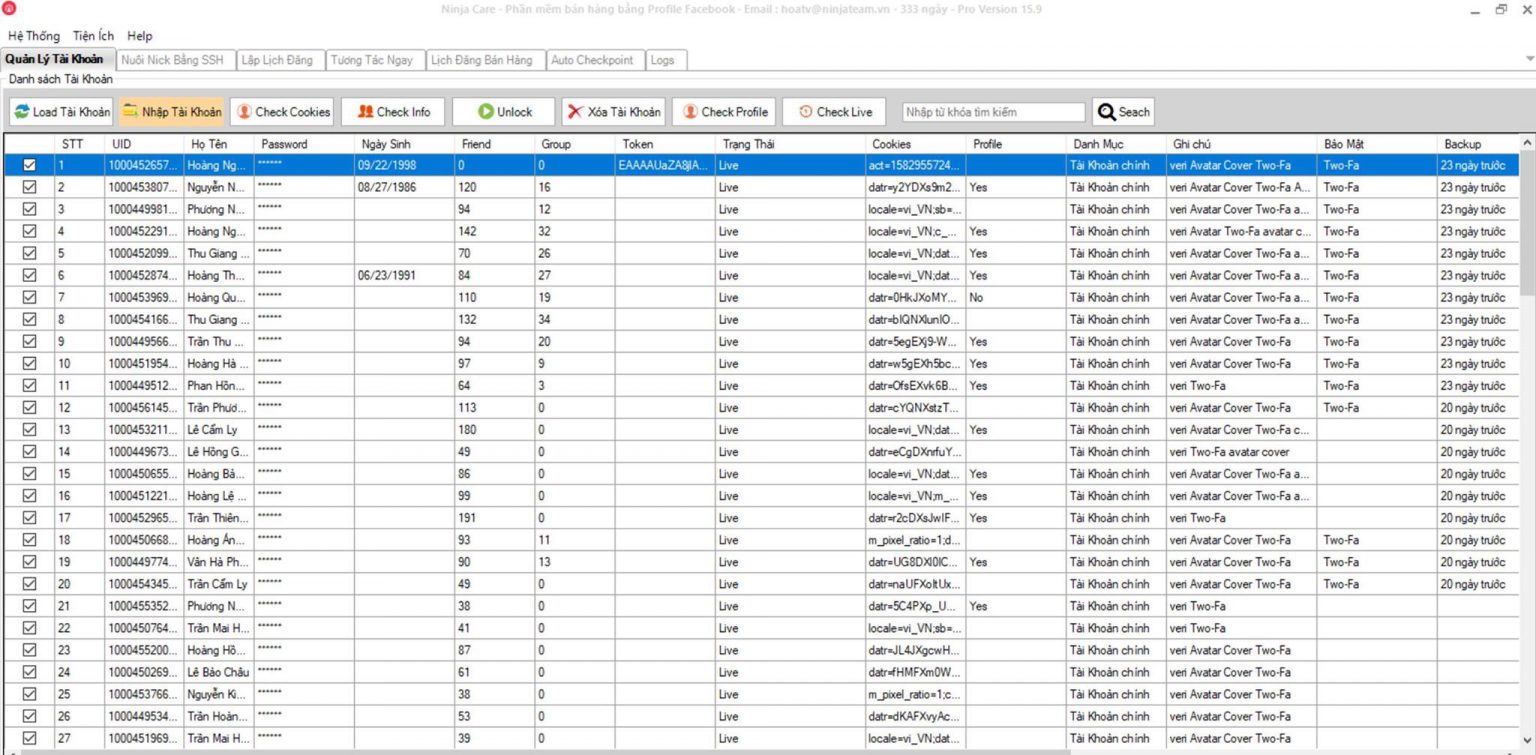 Ninja Care - Phần mềm bán hàng bằng Profile Facebook - Email : hoatv@ninjateam.vn - 333 ngày - Pro Version 15.9
Hệ Thống Tiện Ích Help
Quản Lý Tài Khoản Nuôi Nick Bằng SSH Lập Lịch Đăng Tương Tác Ngay Lịch Đăng Bán Hàng Auto Checkpoint Logs
Danh sách Tài Khoản
Load Tài Khoản Nhập Tài Khoản Check Cookies Check Info Unlock Xóa Tài Khoản Check Profile Check Live Nhập từ khóa tìm kiếm Seach
STT UID Họ Tên Password Ngày Sinh Friend Group Token Trạng Thái Cookies Profile Danh Mục Ghi chú Bảo Mật Backup
1 1000452657... Hoàng Ng... ****** 09/22/1998 0 0 EAAAAUaZA8jIA... Live act=1582955724... Tài Khoản chính veri Avatar Cover Two-Fa Two-Fa 23 ngày trước
2 1000453807... Nguyễn N... ****** 08/27/1986 120 16 Live datr=y2YDXs9m2... Yes Tài Khoản chính veri Avatar Cover Two-Fa A... Two-Fa 23 ngày trước
3 1000449981... Phương N... ****** 94 12 Live locale=vi_VN;sb=... Tài Khoản chính veri Avatar Cover Two-Fa a... Two-Fa 23 ngày trước
4 1000452291... Hoàng Ng... ****** 142 32 Live locale=vi_VN;c_... Yes Tài Khoản chính veri Avatar Two-Fa avatar c... Two-Fa 23 ngày trước
5 1000452099... Thu Giang ... ****** 70 26 Live locale=vi_VN;dat... Yes Tài Khoản chính veri Avatar Cover Two-Fa a... Two-Fa 23 ngày trước
6 1000452874... Hoàng Th... ****** 06/23/1991 84 27 Live locale=vi_VN;dat... Yes Tài Khoản chính veri Avatar Cover Two-Fa a... Two-Fa 23 ngày trước
7 1000453969... Hoàng Qu... ****** 110 19 Live datr=0HkJXoMY... No Tài Khoản chính veri Avatar Cover Two-Fa a... Two-Fa 23 ngày trước
8 1000454166... Thu Giang ... ****** 132 34 Live datr=bIQNXlunIO... Tài Khoản chính veri Avatar Cover Two-Fa a... Two-Fa 23 ngày trước
9 1000449566... Trần Thu ... ****** 94 20 Live datr=5egEXj9-W... Yes Tài Khoản chính veri Avatar Cover Two-Fa a... Two-Fa 23 ngày trước
10 1000451954... Hoàng Hà ... ****** 97 9 Live datr=w5gEXh5bc... Yes Tài Khoản chính veri Avatar Cover Two-Fa a... Two-Fa 23 ngày trước
11 1000449512... Phan Hồn... ****** 64 3 Live datr=OfsEXvk6B... Yes Tài Khoản chính veri Two-Fa Two-Fa 23 ngày trước
12 1000456145... Trần Phươ... ****** 113 0 Live datr=cYQNXstzT... Tài Khoản chính veri Avatar Cover Two-Fa Two-Fa 20 ngày trước
13 1000453211... Lê Cẩm Ly ****** 180 0 Live locale=vi_VN;dat... Yes Tài Khoản chính veri Avatar Cover Two-Fa c... 20 ngày trước
14 1000449673... Lê Hồng G... ****** 49 0 Live datr=eCgDXnrfuY... Tài Khoản chính veri Two-Fa avatar cover 20 ngày trước
15 1000450655... Hoàng Bả... ****** 86 0 Live locale=vi_VN;dat... Yes Tài Khoản chính veri Avatar Cover Two-Fa a... 20 ngày trước
16 1000451221... Hoàng Lệ ... ****** 99 0 Live locale=vi_VN;m_... Yes Tài Khoản chính veri Avatar Cover Two-Fa a... 20 ngày trước
17 1000452965... Trần Thiên... ****** 191 0 Live datr=r2cDXsJwIF... Yes Tài Khoản chính veri Two-Fa 20 ngày trước
18 1000450668... Hoàng Án... ****** 93 11 Live m_pixel_ratio=1;d... Tài Khoản chính veri Avatar Cover Two-Fa Two-Fa 20 ngày trước
19 1000449774... Vân Hà Ph... ****** 90 13 Live datr=UG8DXl0IC... Yes Tài Khoản chính veri Avatar Cover Two-Fa Two-Fa 20 ngày trước
20 1000454345... Trần Cẩm Ly ****** 49 0 Live datr=naUFXoItUx... Tài Khoản chính veri Avatar Cover Two-Fa Two-Fa 20 ngày trước
21 1000455352... Phương N... ****** 38 0 Live datr=5C4PXp_U... Yes Tài Khoản chính veri Two-Fa
22 1000450764... Trần Mai H... ****** 41 0 Live locale=vi_VN;sb=... Tài Khoản chính veri Two-Fa
23 1000455200... Hoàng Hồ... ****** 87 0 Live datr=JL4JXgcwH... Tài Khoản chính veri Avatar Cover Two-Fa
24 1000450269... Lê Bảo Châu ****** 61 0 Live datr=fHMFXm0W... Tài Khoản chính veri Avatar Cover Two-Fa
25 1000453766... Nguyễn Ki... ****** 38 0 Live m_pixel_ratio=1;c... Tài Khoản chính veri Avatar Cover Two-Fa
26 1000449534... Trần Hoàn... ****** 53 0 Live datr=dKAFXvyAc... Tài Khoản chính veri Avatar Cover Two-Fa
27 1000451969... Trần Mai H... ****** 39 0 Live locale=vi_VN;dat... Tài Khoản chính veri Avatar Cover Two-Fa